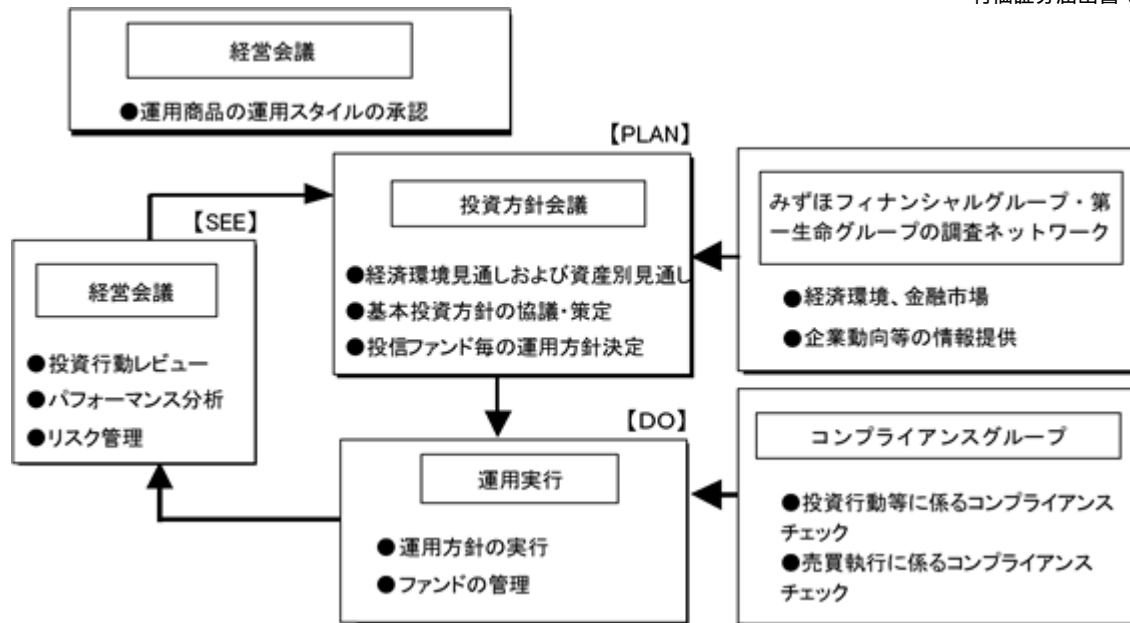 経営会議
●運用商品の運用スタイルの承認
【PLAN】
投資方針会議
●経済環境見通しおよび資産別見通し
●基本投資方針の協議・策定
●投信ファンド毎の運用方針決定
みずほフィナンシャルグループ・第
一生命グループの調査ネットワーク
●経済環境、金融市場
●企業動向等の情報提供
【SEE】
経営会議
●投資行動レビュー
●パフォーマンス分析
●リスク管理
【DO】
運用実行
●運用方針の実行
●ファンドの管理
コンプライアンスグループ
●投資行動等に係るコンプライアンス
チェック
●売買執行に係るコンプライアンス
チェック